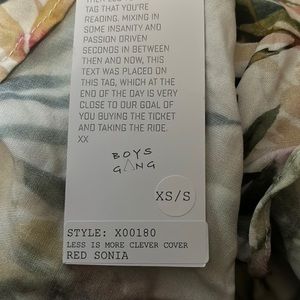 TAG THAT YOU'RE
READING. MIXING IN
SOME INSANITY AND
PASSION DRIVEN
SECONDS IN BETWEEN
THEN AND NOW, THIS
TEXT WAS PLACED ON
THIS TAG, WHICH AT THE
END OF THE DAY IS VERY
CLOSE TO OUR GOAL OF
YOU BUYING THE TICKET
AND TAKING THE RIDE.
XX
BOYS
GANG
XS/S
STYLE: X00180
LESS IS MORE CLEVER COVER
RED SONIA